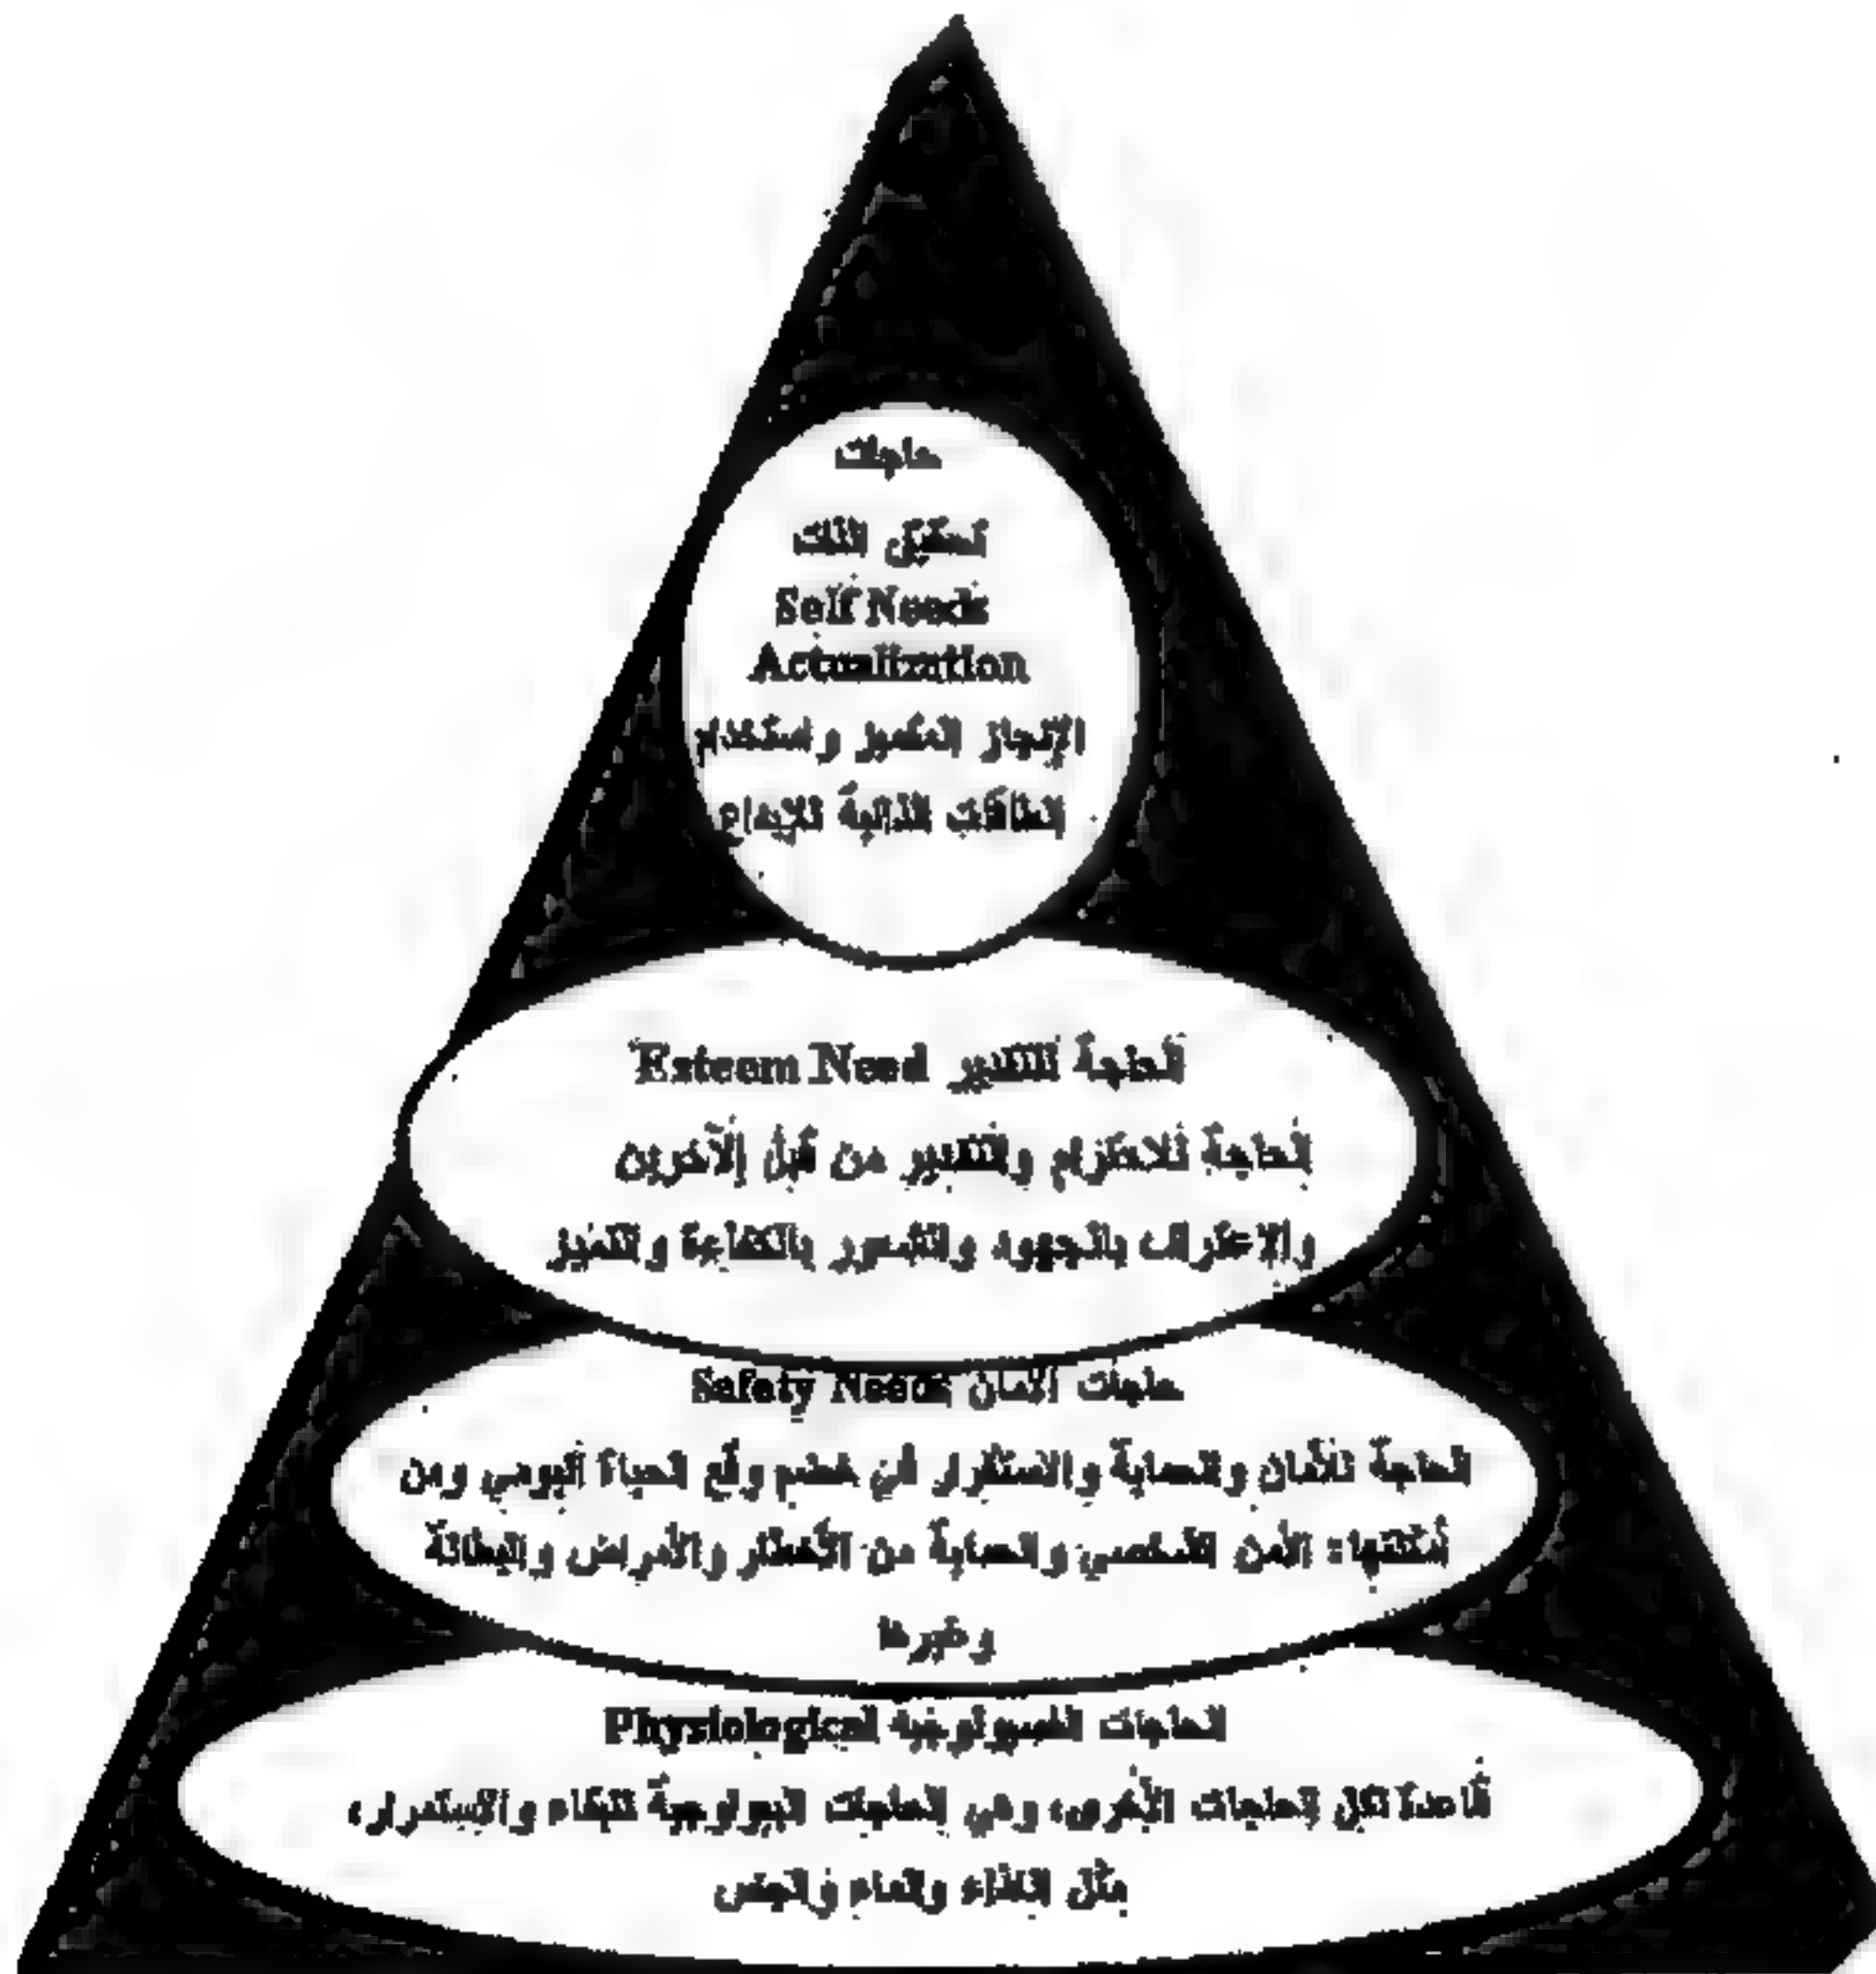 حاجات
تحقيق الذات
Self Needs
Actualization
الإنجاز المتميز واستخدام
الطاقات الذاتية للإبداع
الحاجة للتقدير Esteem Need
الحاجة للاحترام والتقدير من قبل الآخرين
والاعتراف بالجهود والشعور بالكفاءة والتميز
حاجات الأمان Safety Needs
الحاجة للأمان والحماية والاستقرار في خضم وقع الحياة اليومي ومن
أمثلتها: الأمن الشخصي والحماية من الأخطار والأمراض والبطالة
وغيرها
الحاجات الفسيولوجية Physiological
قاعدة لكل الحاجات الأخرى، وهي الحاجات البيولوجية للبقاء والاستمرار،
مثل الغذاء والماء والجنس